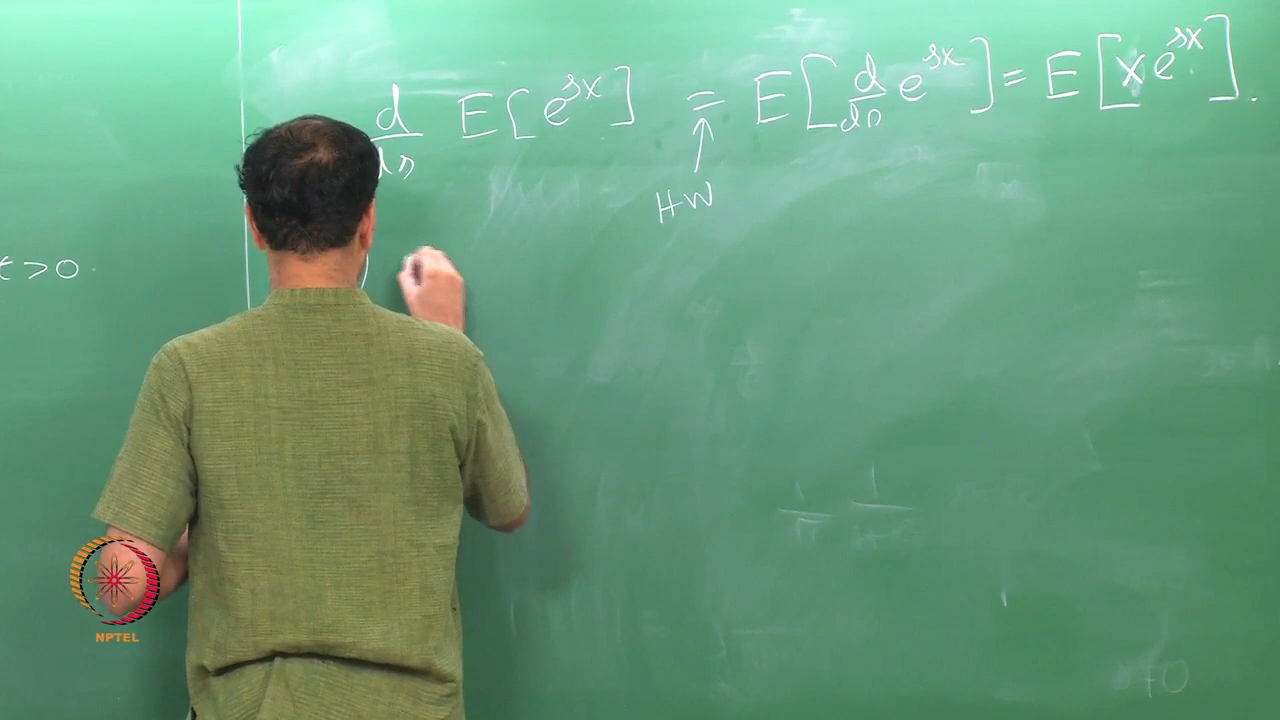 d/ds E[e^{sX}] = E[d/ds e^{sX}] = E[X e^{sX}].
↑
HW
t>0.
NPTEL